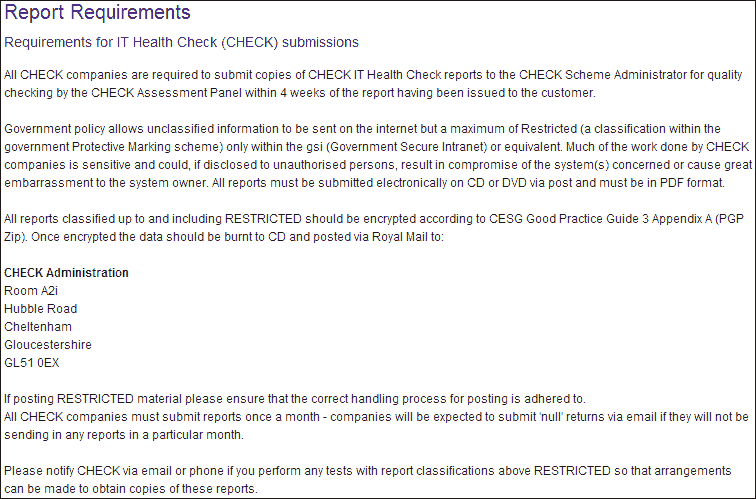 Report Requirements
Requirements for IT Health Check (CHECK) submissions
All CHECK companies are required to submit copies of CHECK IT Health Check reports to the CHECK Scheme Administrator for quality
checking by the CHECK Assessment Panel within 4 weeks of the report having been issued to the customer.
Government policy allows unclassified information to be sent on the internet but a maximum of Restricted (a classification within the
government Protective Marking scheme) only within the gsi (Government Secure Intranet) or equivalent. Much of the work done by CHECK
companies is sensitive and could, if disclosed to unauthorised persons, result in compromise of the system(s) concerned or cause great
embarrassment to the system owner. All reports must be submitted electronically on CD or DVD via post and must be in PDF format.
All reports classified up to and including RESTRICTED should be encrypted according to CESG Good Practice Guide 3 Appendix A (PGP
Zip). Once encrypted the data should be burnt to CD and posted via Royal Mail to:
CHECK Administration
Room A2i
Hubble Road
Cheltenham
Gloucestershire
GL51 0EX
If posting RESTRICTED material please ensure that the correct handling process for posting is adhered to.
All CHECK companies must submit reports once a month - companies will be expected to submit 'null' returns via email if they will not be
sending in any reports in a particular month.
Please notify CHECK via email or phone if you perform any tests with report classifications above RESTRICTED so that arrangements
can be made to obtain copies of these reports.